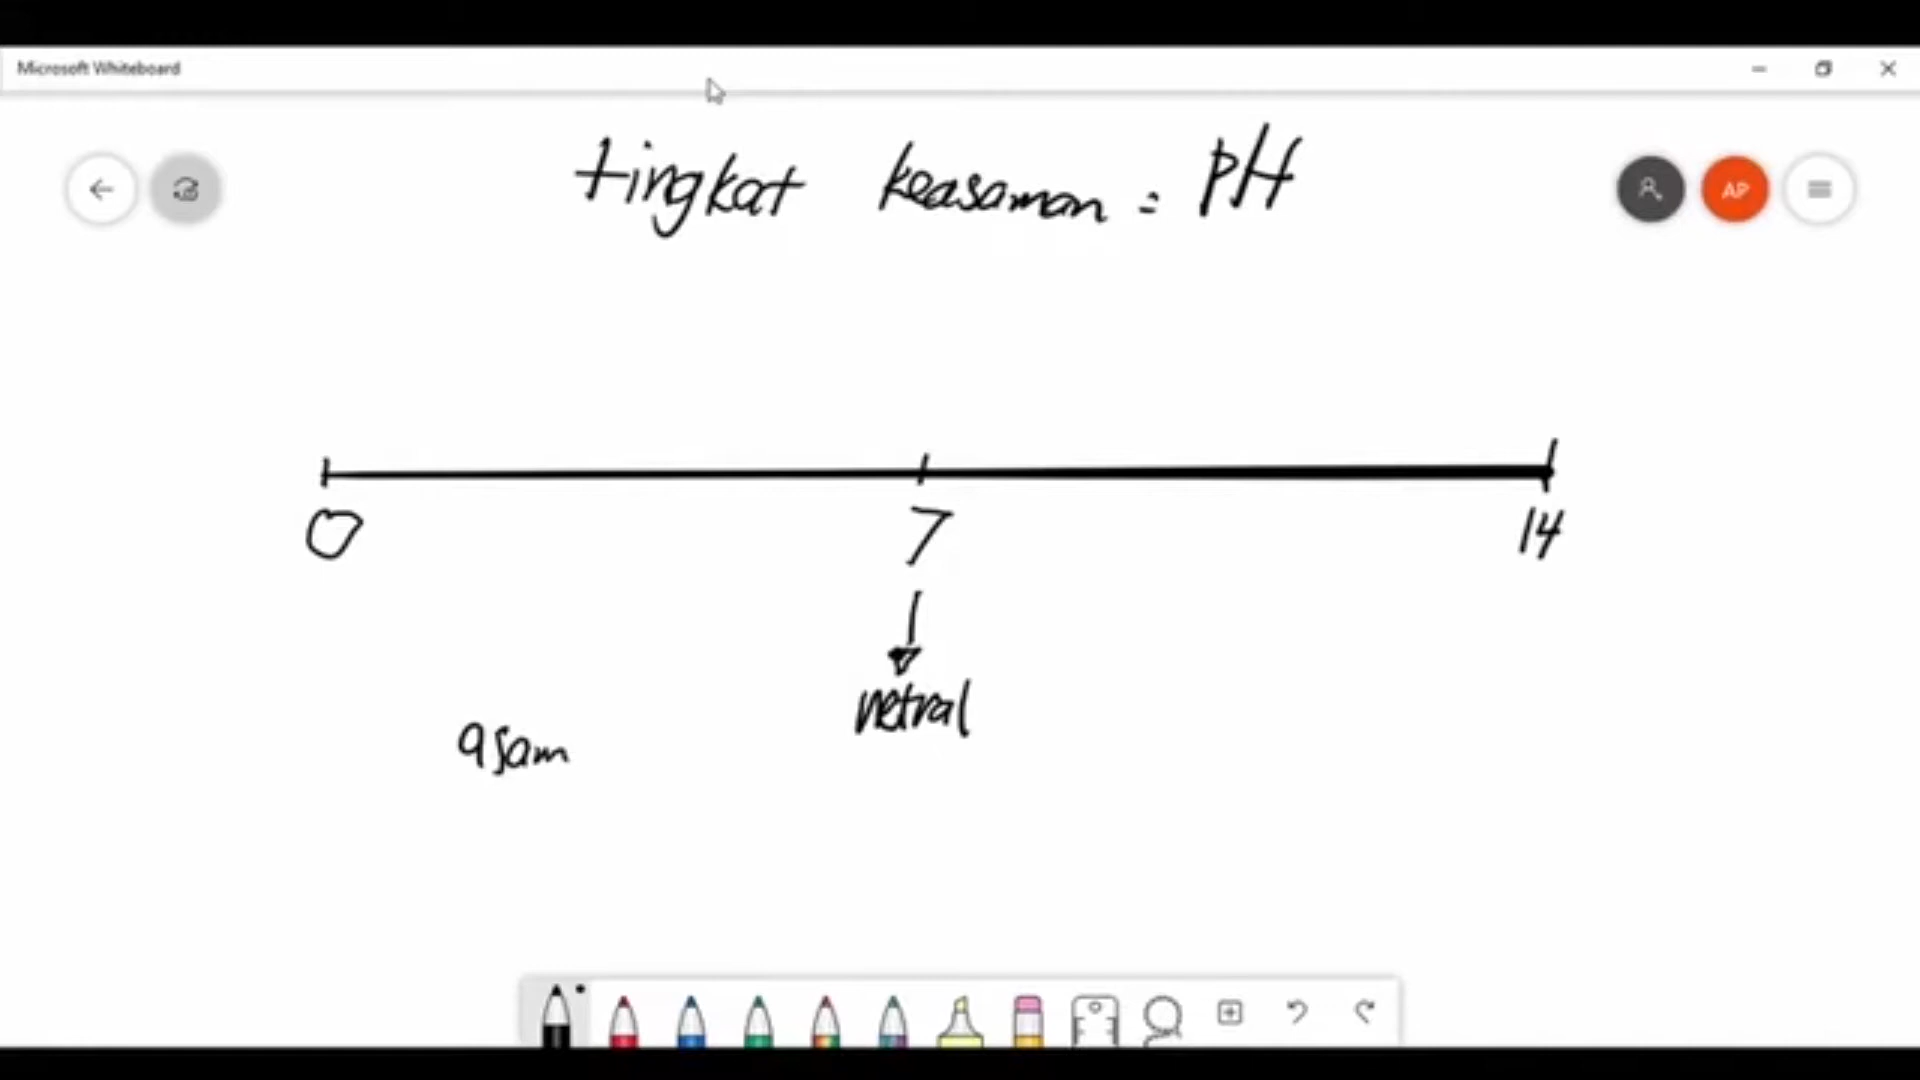 Microsoft Whiteboard
tingkat keasaman = pH
AP
0 7 14
netral
asam